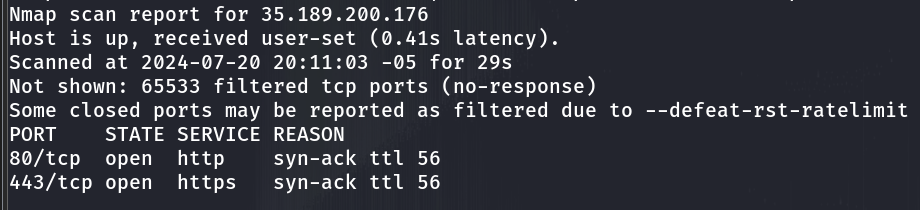 Nmap scan report for 35.189.200.176
Host is up, received user-set (0.41s latency).
Scanned at 2024-07-20 20:11:03 -05 for 29s
Not shown: 65533 filtered tcp ports (no-response)
Some closed ports may be reported as filtered due to --defeat-rst-ratelimit
PORT    STATE SERVICE REASON
80/tcp  open  http    syn-ack ttl 56
443/tcp open  https   syn-ack ttl 56